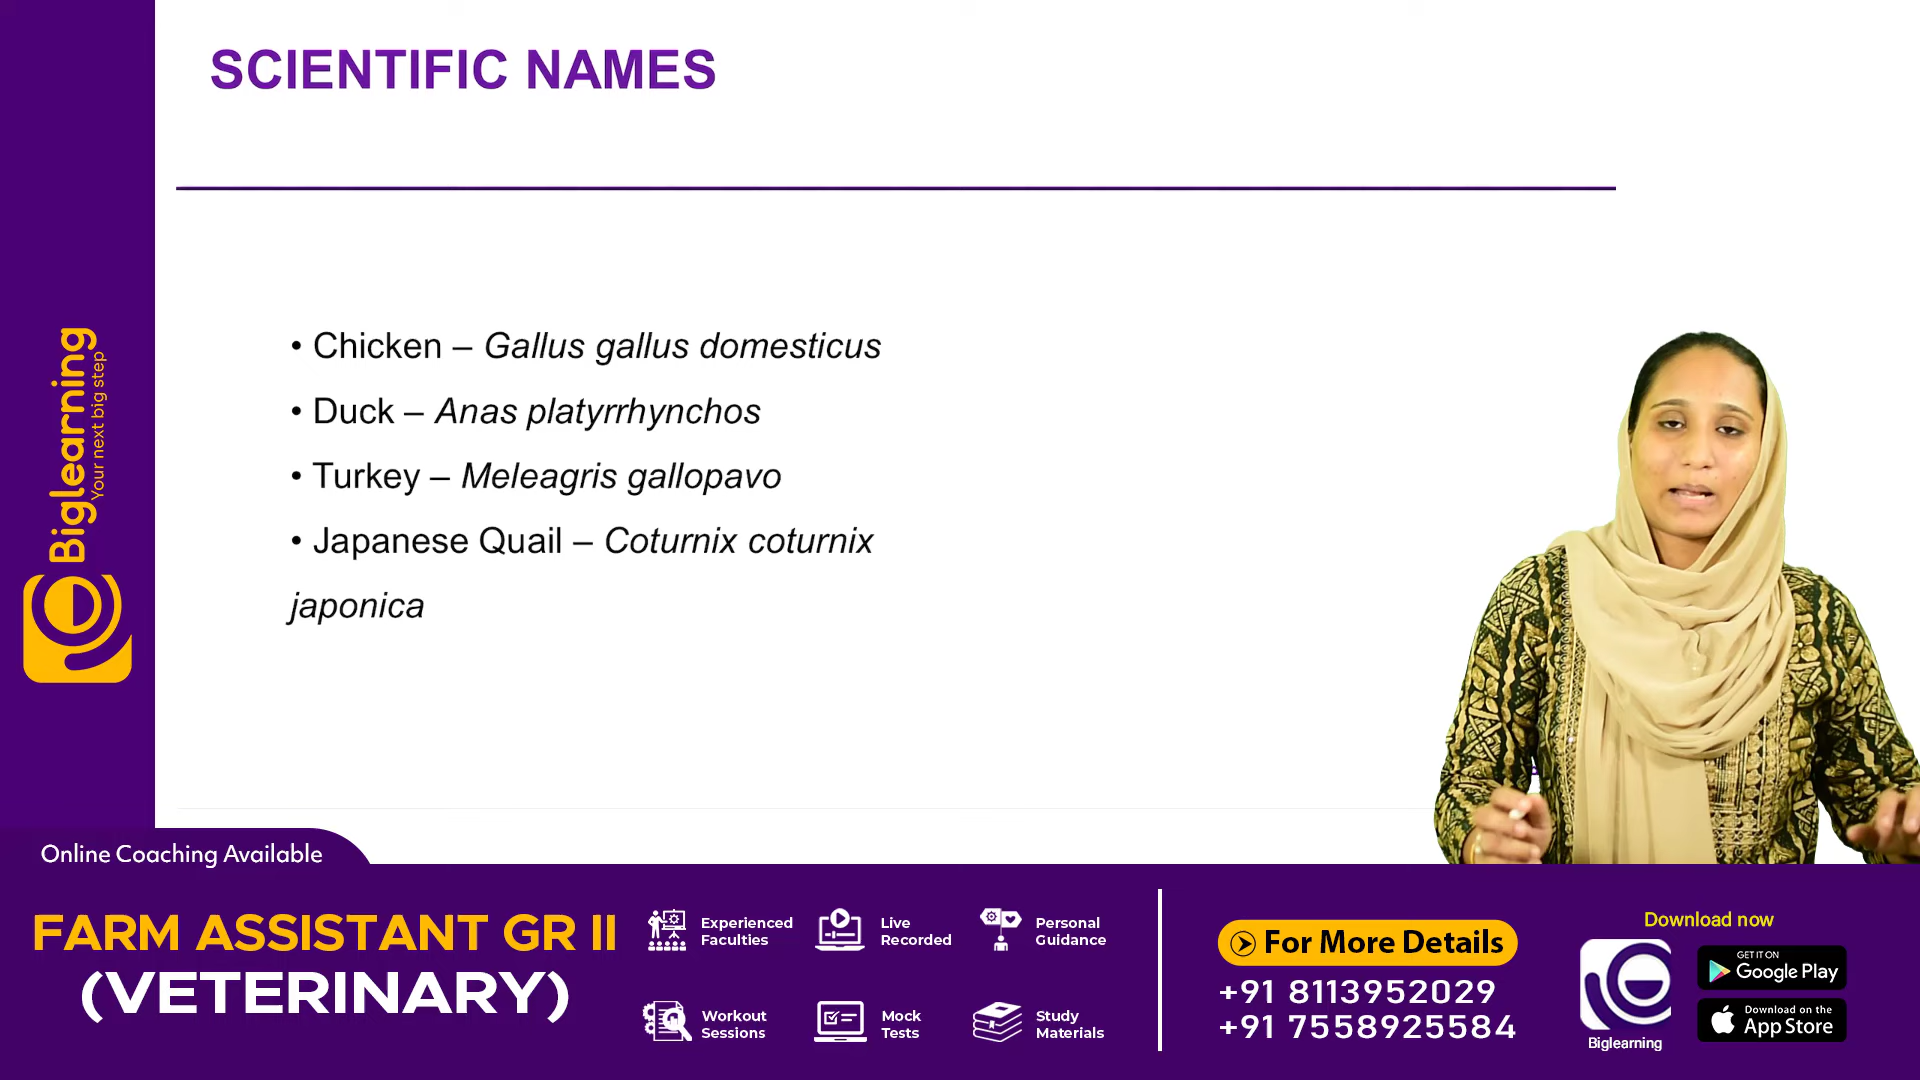 SCIENTIFIC NAMES
• Chicken – Gallus gallus domesticus
• Duck – Anas platyrrhynchos
• Turkey – Meleagris gallopavo
• Japanese Quail – Coturnix coturnix
japonica
Biglearning
Your next big step
Online Coaching Available
FARM ASSISTANT GR II
(VETERINARY)
Experienced
Faculties
Live
Recorded
Personal
Guidance
Workout
Sessions
Mock
Tests
Study
Materials
For More Details
+91 8113952029
+91 7558925584
Download now
Biglearning
GET IT ON
Google Play
Download on the
App Store